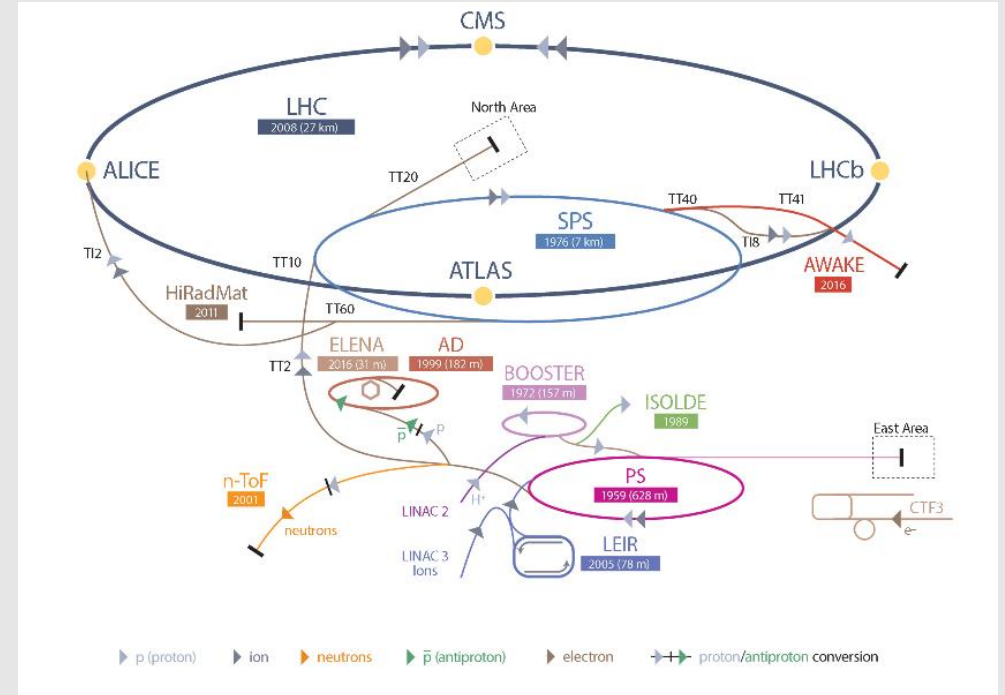 CMS
LHC
2008 (27 km)
North Area
ALICE
TT20
LHCb
TT40
TT41
SPS
1976 (7 km)
TI8
TI2
TT10
ATLAS
AWAKE
2016
HiRadMat
2011
TT60
ELENA
2016 (31 m)
AD
1999 (182 m)
TT2
BOOSTER
1972 (157 m)
ISOLDE
1989
p̅
p
East Area
n-ToF
2001
PS
1959 (628 m)
H⁺
LINAC 2
neutrons
CTF3
e-
LEIR
2005 (78 m)
LINAC 3
Ions
p (proton)
ion
neutrons
p̅ (antiproton)
electron
proton/antiproton conversion